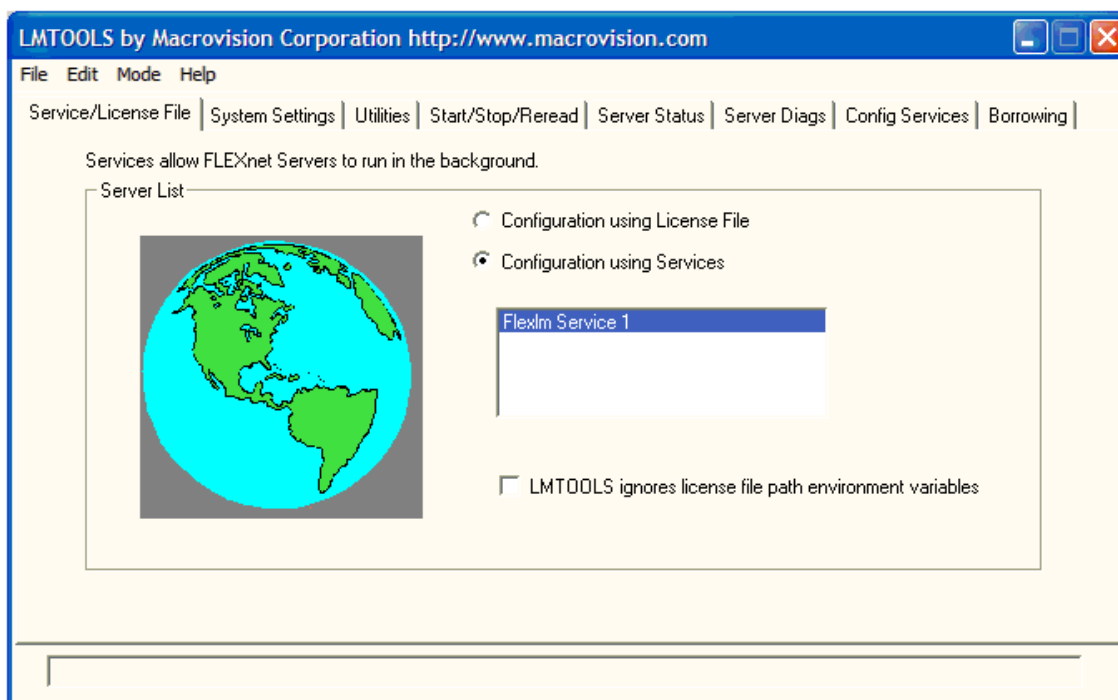 LMTOOLS by Macrovision Corporation http://www.macrovision.com
File Edit Mode Help
Service/License File System Settings Utilities Start/Stop/Reread Server Status Server Diags Config Services Borrowing
Services allow FLEXnet Servers to run in the background.
Server List
Configuration using License File
Configuration using Services
Flexlm Service 1
LMTOOLS ignores license file path environment variables